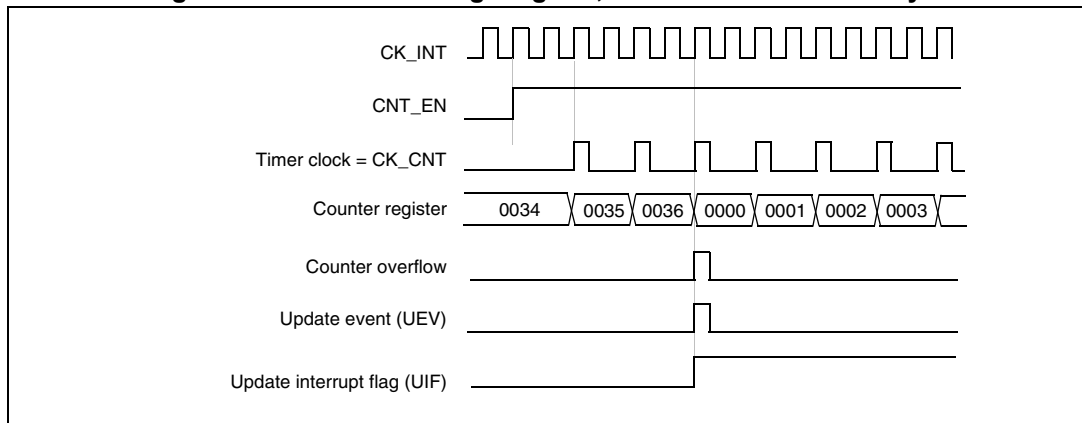 CK_INT
CNT_EN
Timer clock = CK_CNT
Counter register 0034 0035 0036 0000 0001 0002 0003
Counter overflow
Update event (UEV)
Update interrupt flag (UIF)